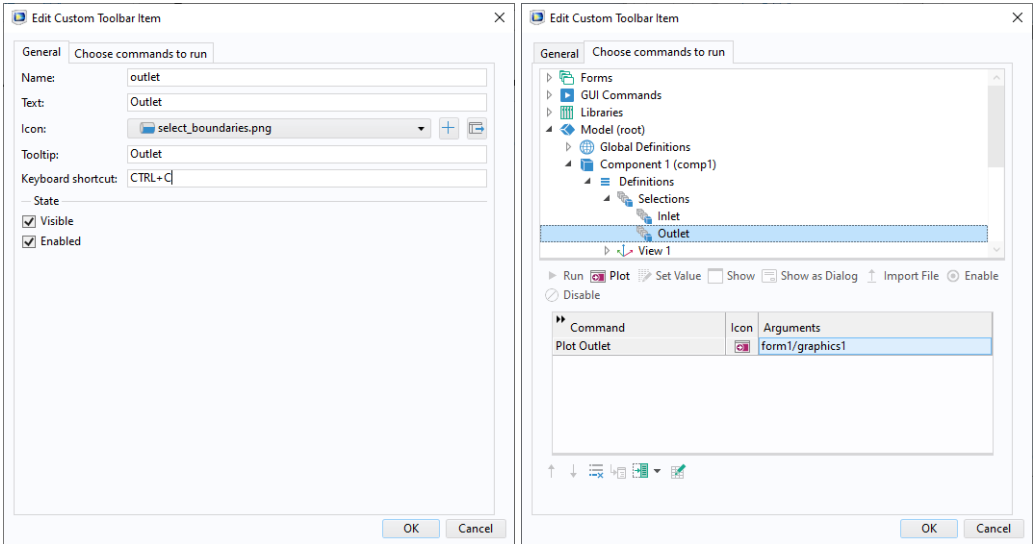 Edit Custom Toolbar Item
General Choose commands to run
Name: outlet
Text: Outlet
Icon: select_boundaries.png
Tooltip: Outlet
Keyboard shortcut: CTRL+C
State
Visible
Enabled
OK Cancel
Edit Custom Toolbar Item
General Choose commands to run
Forms
GUI Commands
Libraries
Model (root)
Global Definitions
Component 1 (comp1)
Definitions
Selections
Inlet
Outlet
View 1
Run Plot Set Value Show Show as Dialog Import File Enable
Disable
Command Icon Arguments
Plot Outlet form1/graphics1
OK Cancel